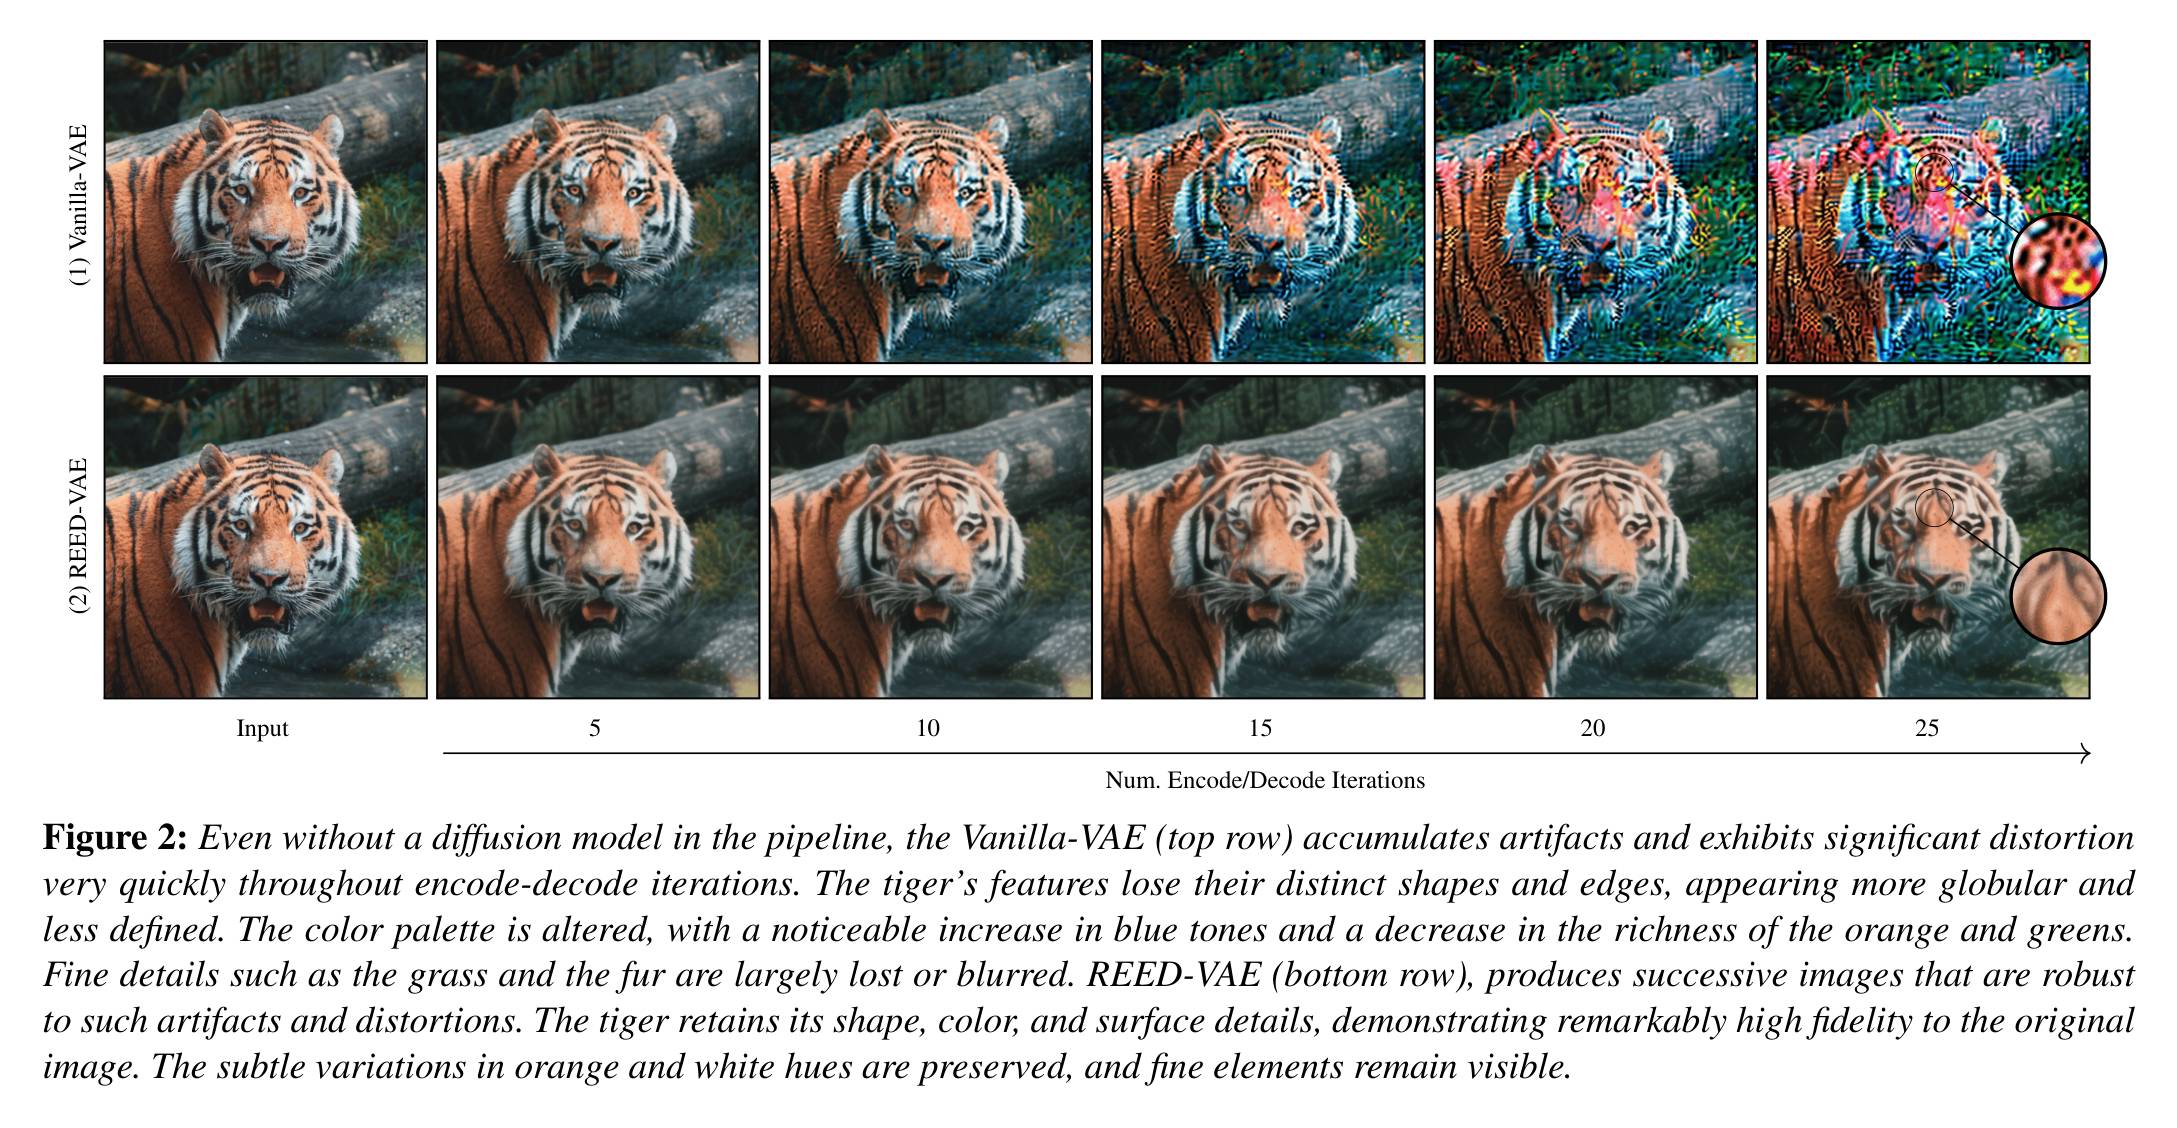 (1) Vanilla-VAE
(2) REED-VAE
Input 5 10 15 20 25
Num. Encode/Decode Iterations
Figure 2: Even without a diffusion model in the pipeline, the Vanilla-VAE (top row) accumulates artifacts and exhibits significant distortion
very quickly throughout encode-decode iterations. The tiger's features lose their distinct shapes and edges, appearing more globular and
less defined. The color palette is altered, with a noticeable increase in blue tones and a decrease in the richness of the orange and greens.
Fine details such as the grass and the fur are largely lost or blurred. REED-VAE (bottom row), produces successive images that are robust
to such artifacts and distortions. The tiger retains its shape, color, and surface details, demonstrating remarkably high fidelity to the original
image. The subtle variations in orange and white hues are preserved, and fine elements remain visible.